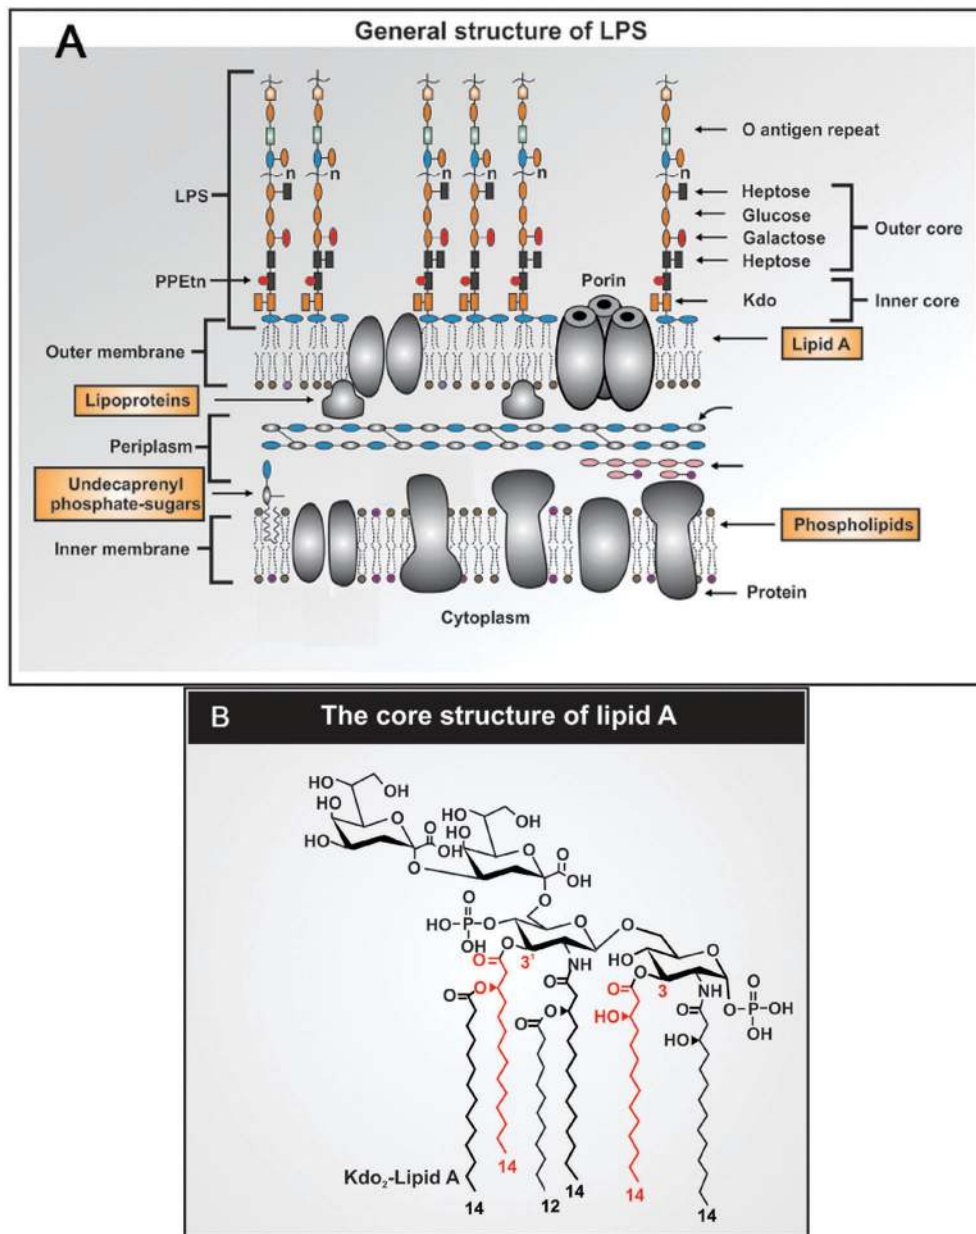 A
General structure of LPS
O antigen repeat
n n n n n n
LPS
Heptose
Glucose
Galactose
Outer core
Heptose
PPEtn
Porin
Kdo
Inner core
Outer membrane
Lipid A
Lipoproteins
Periplasm
Undecaprenyl
phosphate-sugars
Phospholipids
Inner membrane
Protein
Cytoplasm
B
The core structure of lipid A
HO
OH
HO
HO
OH
HO
O
O
HO
O
OH
HO
O
O
O
OH
O
O
HO-P-O
OH
O
O
O
O
O
3¹
NH
HO
O
O
3
NH
O
O
P-OH
OH
O
O
O
O
O
O
HO
O
HO
14
14
12
14
14
14
Kdo₂-Lipid A